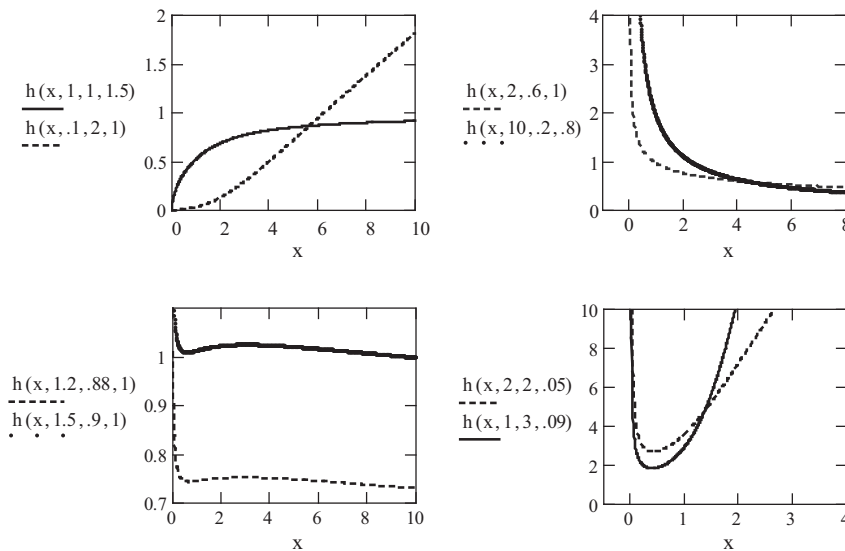 2
1.5
1
0.5
0
0 2 4 6 8 10
x
h(x,1,1,1.5)
h(x,.1,2,1)
4
3
2
1
0
0 2 4 6 8
x
h(x,2,.6,1)
h(x,10,.2,.8)
1
0.9
0.8
0.7
0 2 4 6 8 10
x
h(x,1.2,.88,1)
h(x,1.5,.9,1)
10
8
6
4
2
0
0 1 2 3 4
x
h(x,2,2,.05)
h(x,1,3,.09)